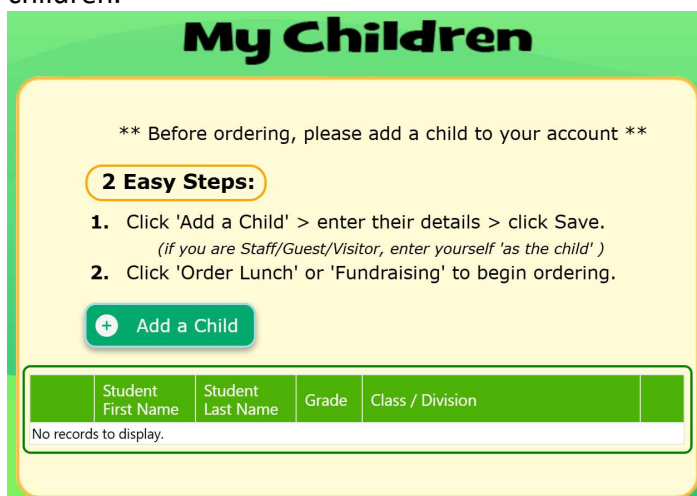 children.
My Children
** Before ordering, please add a child to your account **
2 Easy Steps:
1. Click 'Add a Child' > enter their details > click Save.
(if you are Staff/Guest/Visitor, enter yourself 'as the child' )
2. Click 'Order Lunch' or 'Fundraising' to begin ordering.
+ Add a Child
Student First Name Student Last Name Grade Class / Division
No records to display.